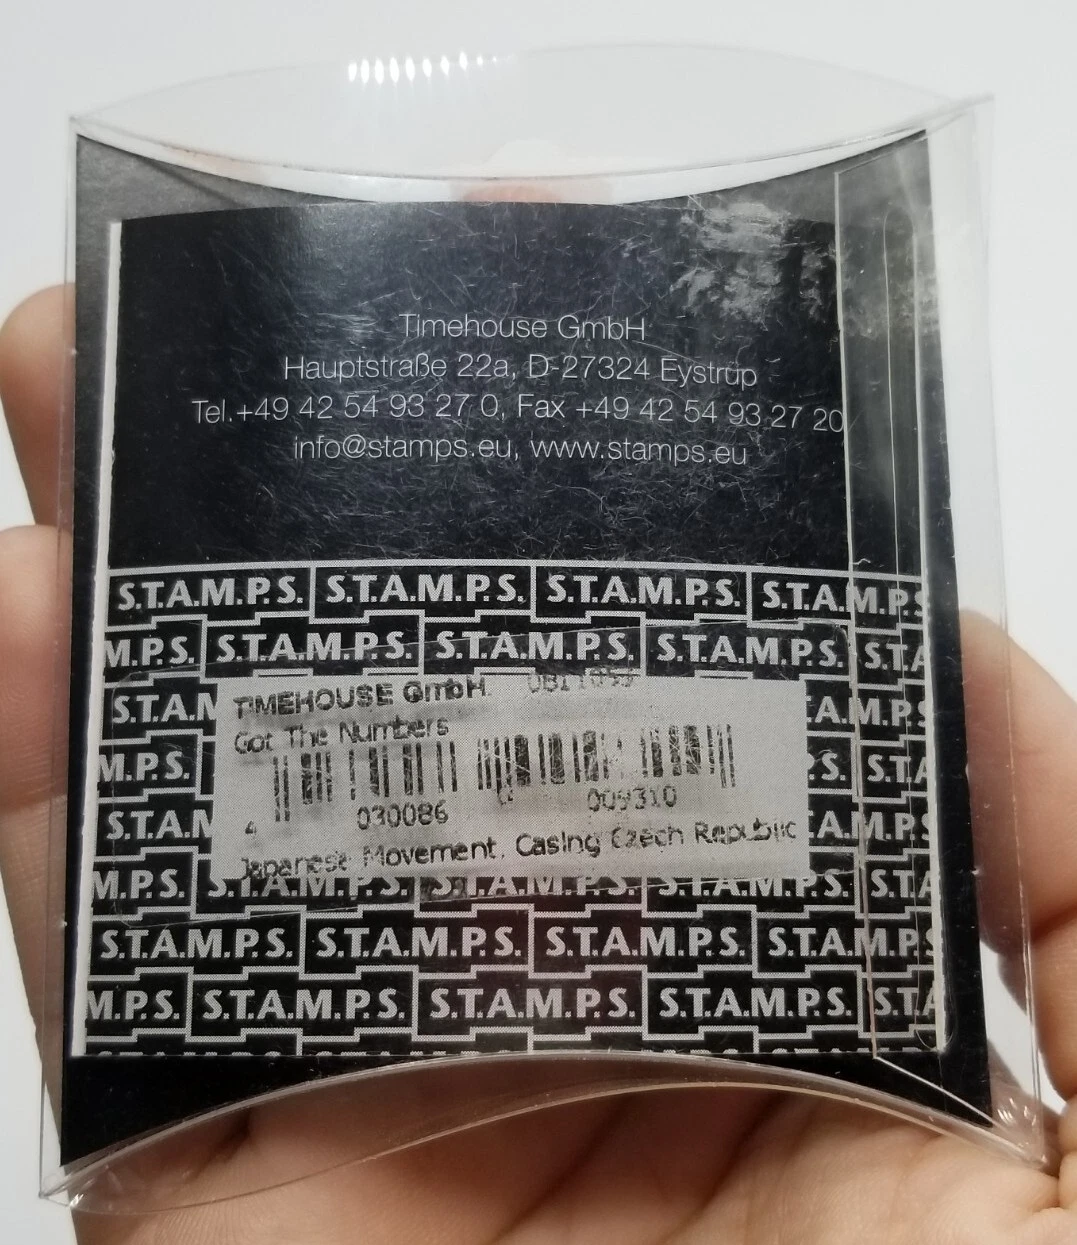 Timehouse GmbH
Hauptstraße 22a, D-27324 Eystrup
Tel.+49 42 54 93 27 0, Fax +49 42 54 93 27 20
info@stamps.eu, www.stamps.eu
S.T.A.M.P.S. S.T.A.M.P.S. S.T.A.M.P.S. S.T.A.M.P.S
M.P.S. S.T.A.M.P.S. S.T.A.M.P.S. S.T.A.M.P.S. S.T.A
TIMEHOUSE GmbH.
S.T.A.M .A.M.P.S
Got The Numbers
M.P.S. P.S. S.T.A
4 030086 009310
S.T.A.M .A.M.P.S
Japanese Movement, Casing Czech Republic
M.P.S. S.T.A.M.P.S. S.T.A.M.P.S. S.T.A.M.P.S. S.T.A
S.T.A.M.P.S. S.T.A.M.P.S. S.T.A.M.P.S. S.T.A.M.P.S
M.P.S. S.T.A.M.P.S. S.T.A.M.P.S. S.T.A.M.P.S. S.T.A